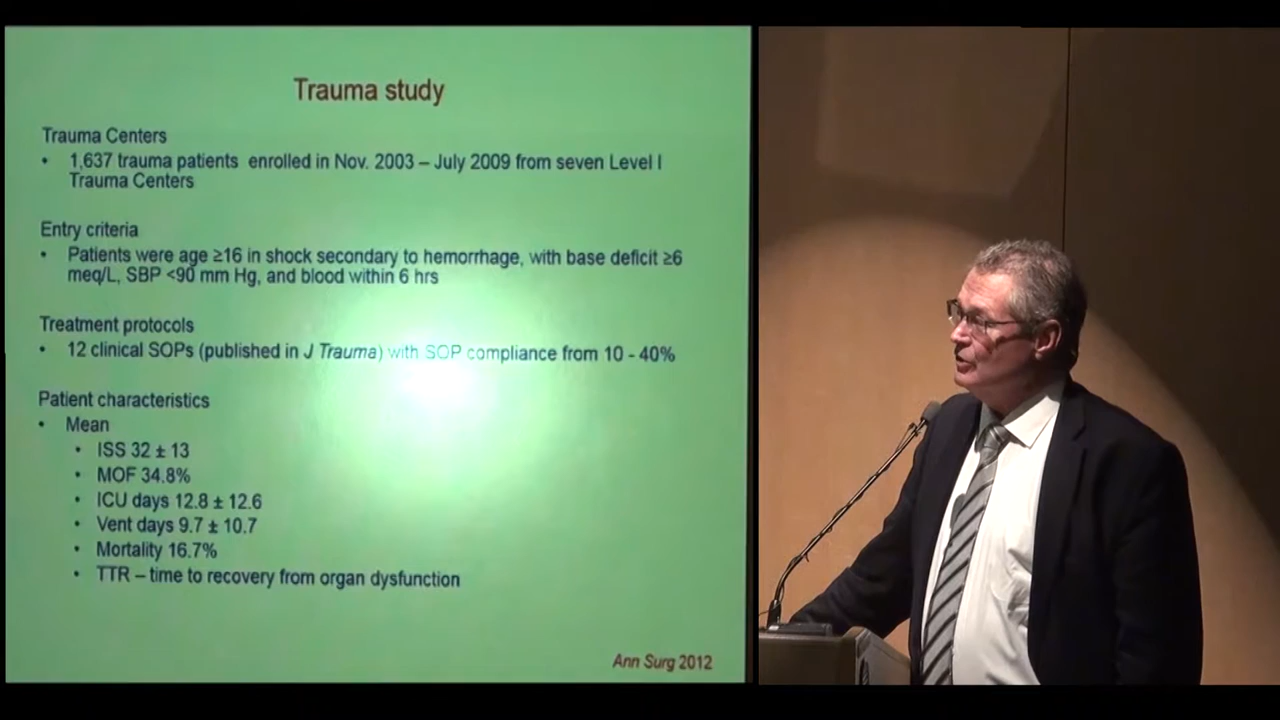 Trauma study
Trauma Centers
• 1,637 trauma patients enrolled in Nov. 2003 – July 2009 from seven Level I
Trauma Centers
Entry criteria
• Patients were age ≥16 in shock secondary to hemorrhage, with base deficit ≥6
meq/L, SBP <90 mm Hg, and blood within 6 hrs
Treatment protocols
• 12 clinical SOPs (published in J Trauma) with SOP compliance from 10 - 40%
Patient characteristics
• Mean
• ISS 32 ± 13
• MOF 34.8%
• ICU days 12.8 ± 12.6
• Vent days 9.7 ± 10.7
• Mortality 16.7%
• TTR – time to recovery from organ dysfunction
Ann Surg 2012